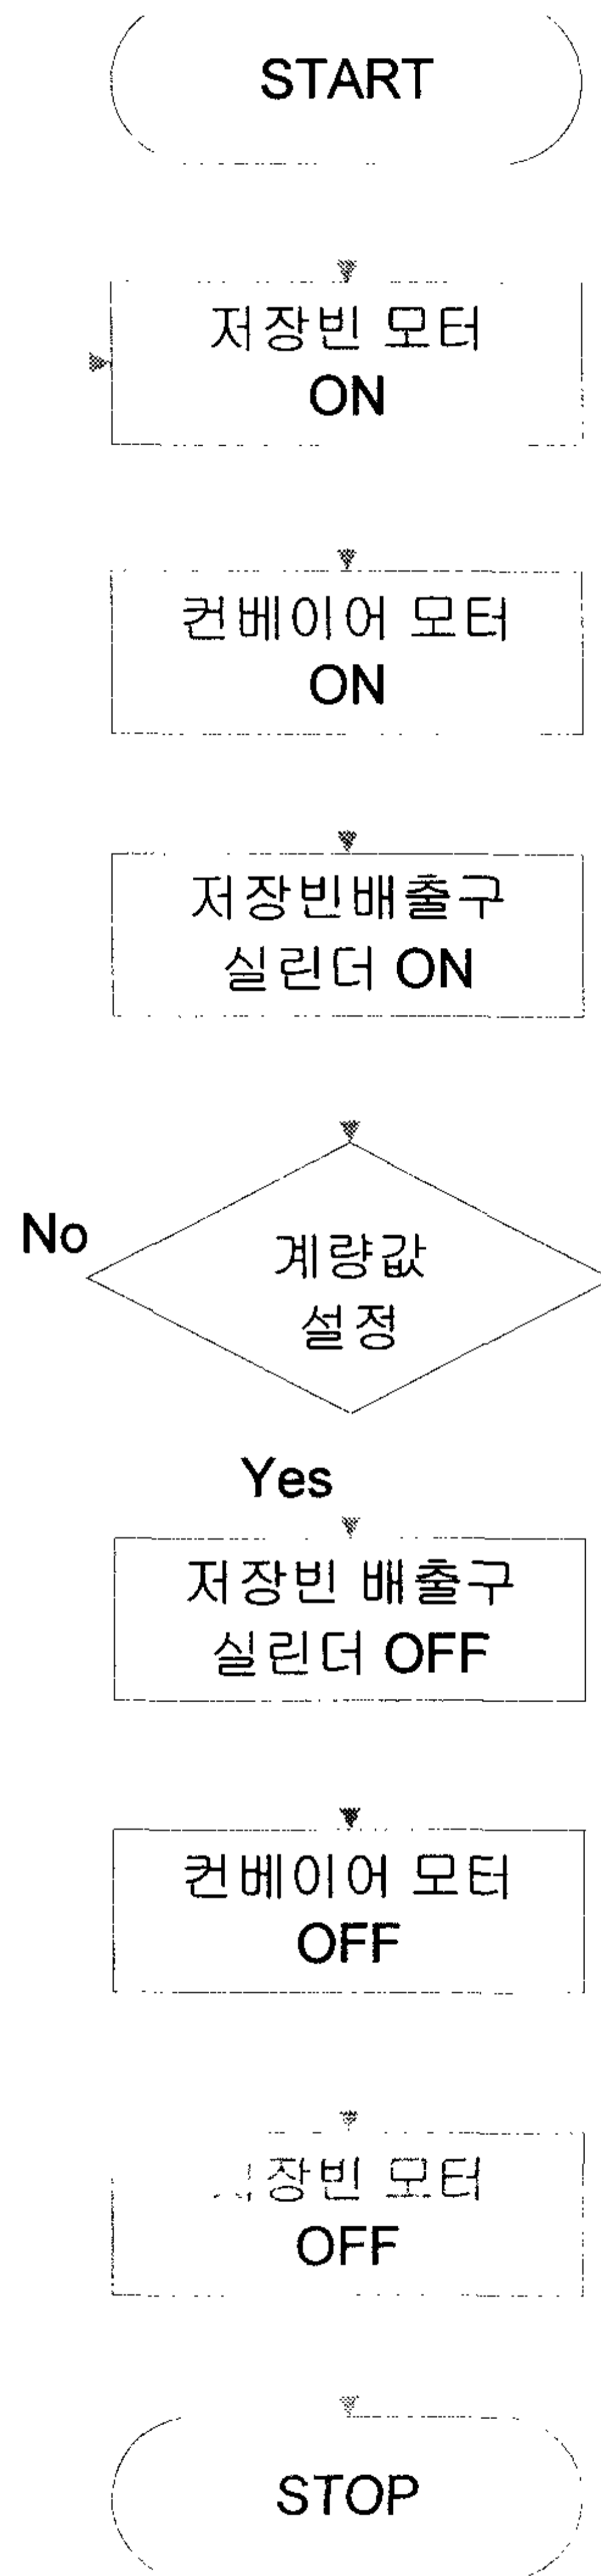 START
저장빈 모터
ON
컨베이어 모터
ON
저장빈배출구
실린더 ON
No
계량값
설정
Yes
저장빈 배출구
실린더 OFF
컨베이어 모터
OFF
모터
OFF
STOP